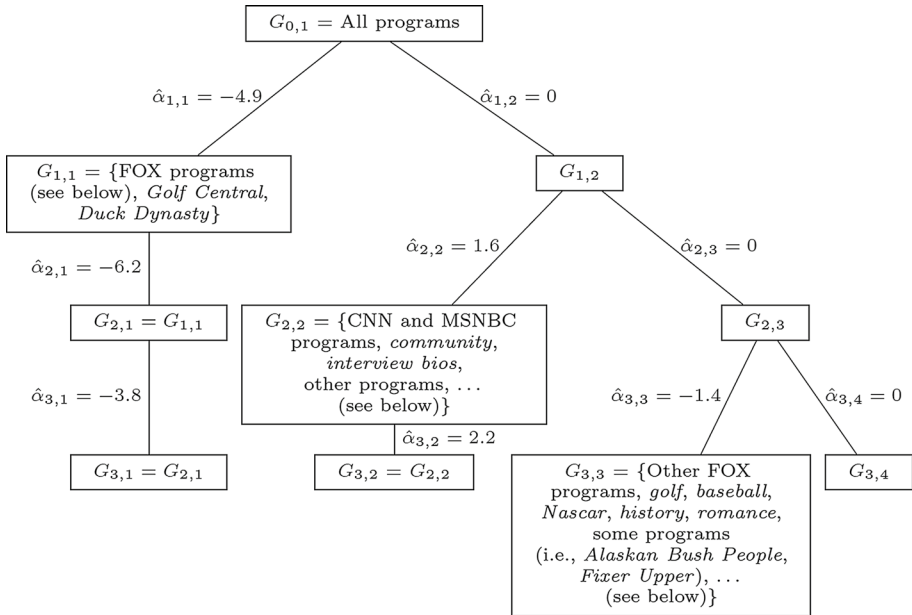 G₀,₁ = All programs
α̂₁,₁ = −4.9
α̂₁,₂ = 0
G₁,₁ = {FOX programs
(see below), Golf Central,
Duck Dynasty}
G₁,₂
α̂₂,₁ = −6.2
α̂₂,₂ = 1.6
α̂₂,₃ = 0
G₂,₁ = G₁,₁
G₂,₂ = {CNN and MSNBC
programs, community,
interview bios,
other programs, ...
(see below)}
G₂,₃
α̂₃,₁ = −3.8
α̂₃,₂ = 2.2
α̂₃,₃ = −1.4
α̂₃,₄ = 0
G₃,₁ = G₂,₁
G₃,₂ = G₂,₂
G₃,₃ = {Other FOX
programs, golf, baseball,
Nascar, history, romance,
some programs
(i.e., Alaskan Bush People,
Fixer Upper), ...
(see below)}
G₃,₄